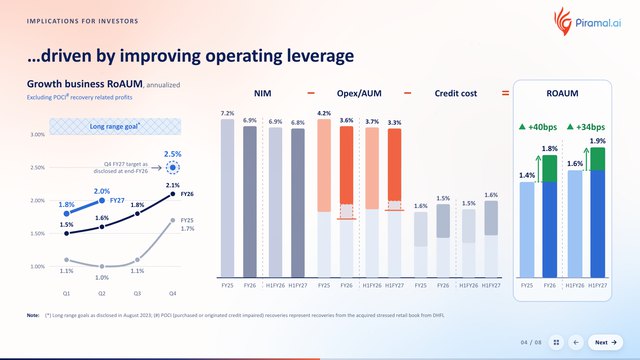 IMPLICATIONS FOR INVESTORS
Piramal.ai
…driven by improving operating leverage
Growth business RoAUM, annualized
Excluding POCI# recovery related profits
Long range goal*
3.00%
2.50%
2.00%
1.50%
1.00%
Q4 FY27 target as
disclosed at end-FY26
2.5%
1.8%
2.0%
FY27
2.1%
FY26
1.5%
1.6%
1.8%
FY25
1.7%
1.1%
1.0%
1.1%
Q1 Q2 Q3 Q4
NIM – Opex/AUM – Credit cost = ROAUM
7.2% 6.9% 6.9% 6.8%
FY25 FY26 H1FY26 H1FY27
4.2% 3.6% 3.7% 3.3%
FY25 FY26 H1FY26 H1FY27
1.6% 1.5% 1.5% 1.6%
FY25 FY26 H1FY26 H1FY27
▲ +40bps ▲ +34bps
1.4% 1.8% 1.6% 1.9%
FY25 FY26 H1FY26 H1FY27
Note: (*) Long range goals as disclosed in August 2023; (#) POCI (purchased or originated credit impaired) recoveries represent recoveries from the acquired stressed retail book from DHFL
04 / 08
Next →